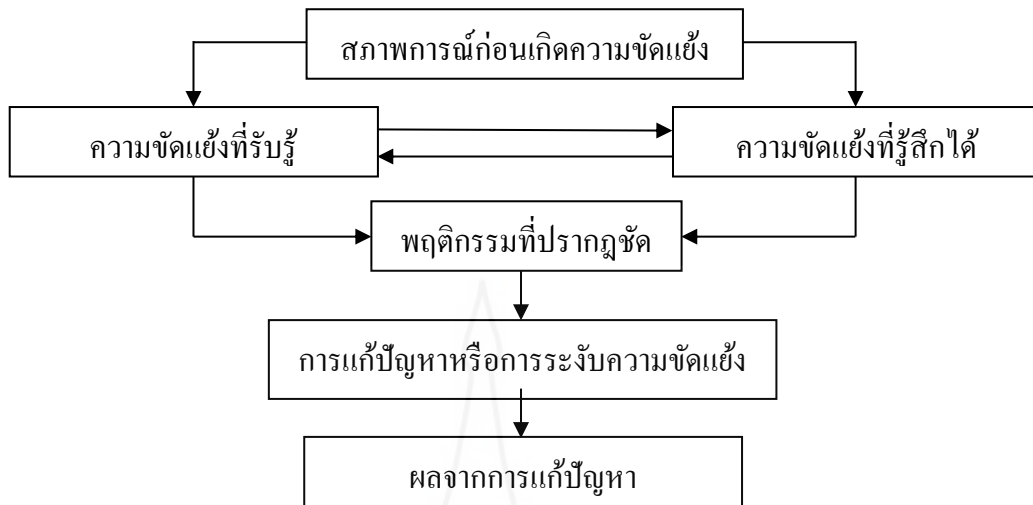 สภาพการณ์ก่อนเกิดความขัดแย้ง
ความขัดแย้งที่รับรู้
ความขัดแย้งที่รู้สึกได้
พฤติกรรมที่ปรากฎชัด
การแก้ปัญหาหรือการระงับความขัดแย้ง
ผลจากการแก้ปัญหา